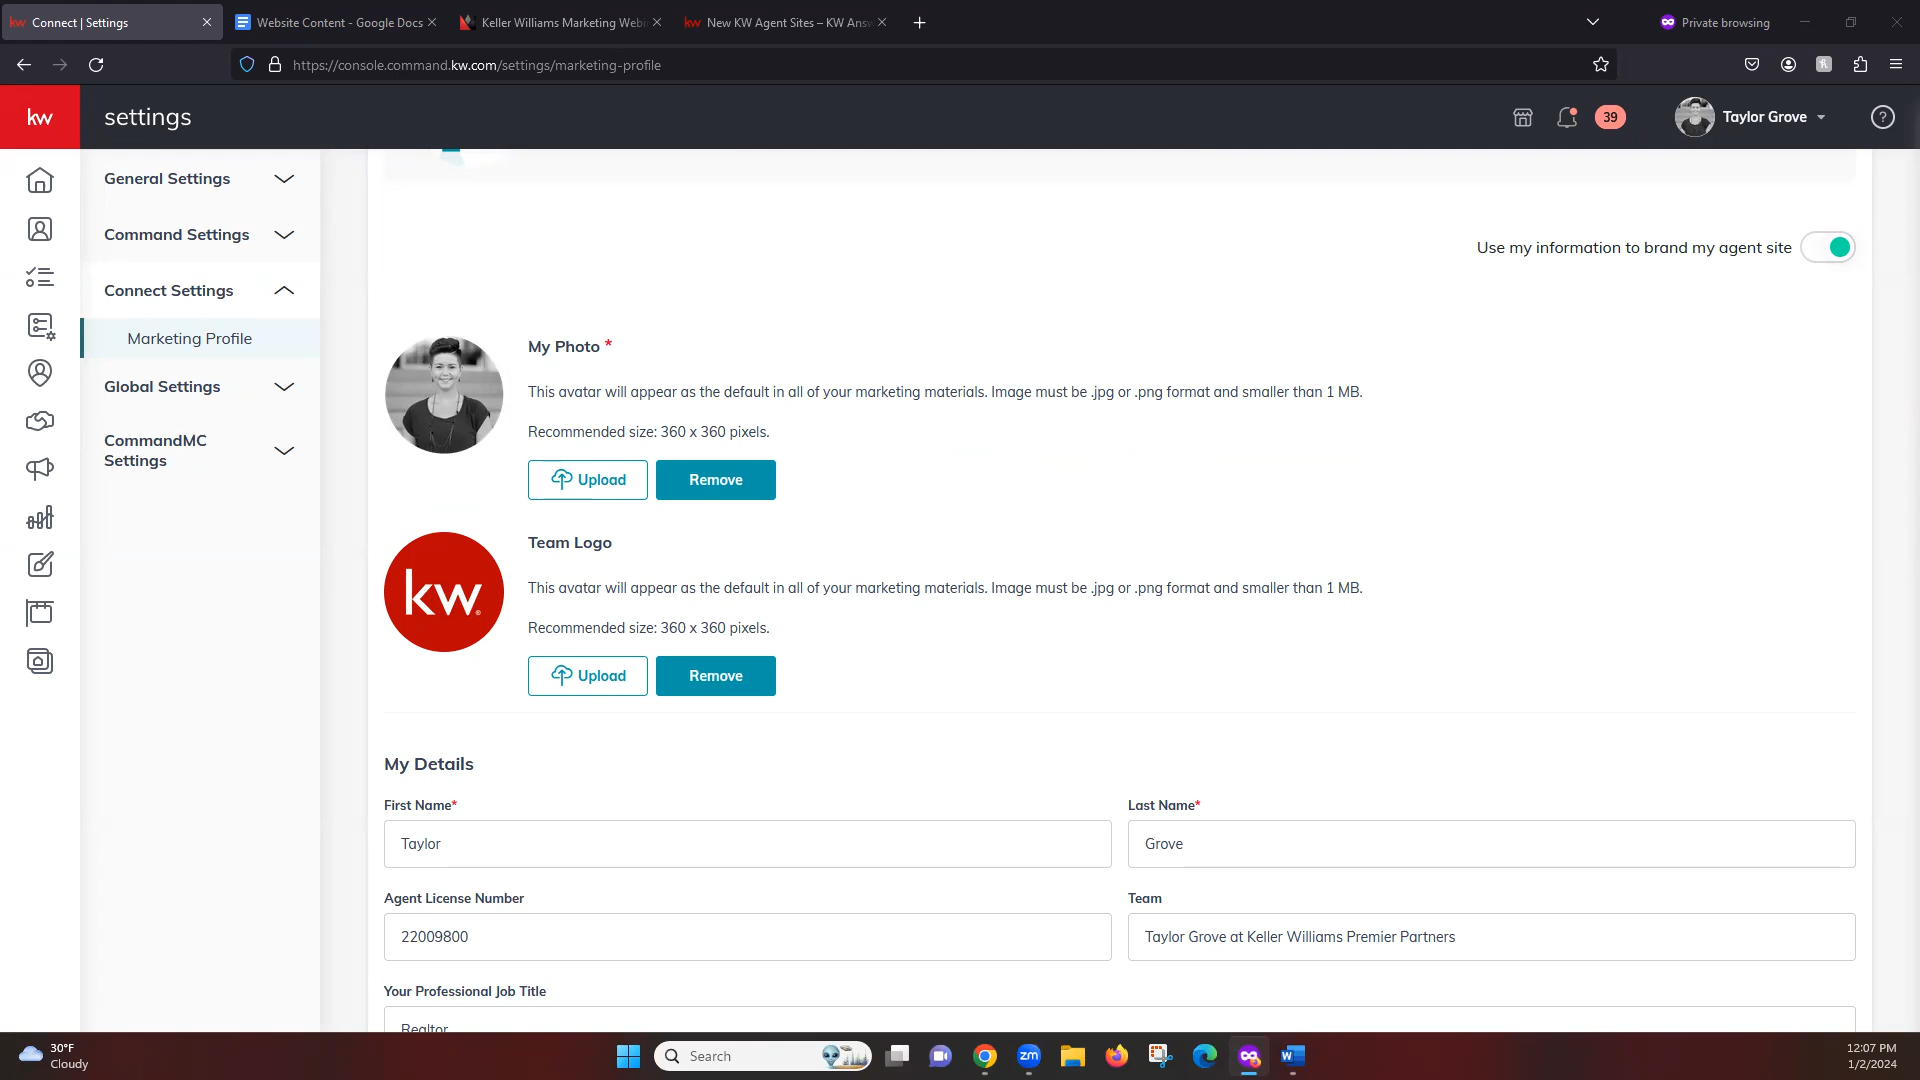 kw Connect | Settings
Website Content - Google Docs
Keller Williams Marketing Webi
kw New KW Agent Sites – KW Answ
Private browsing
https://console.command.kw.com/settings/marketing-profile
kw
settings
39
Taylor Grove
?
General Settings
Command Settings
Connect Settings
Marketing Profile
Global Settings
CommandMC
Settings
Use my information to brand my agent site
My Photo *
This avatar will appear as the default in all of your marketing materials. Image must be .jpg or .png format and smaller than 1 MB.
Recommended size: 360 x 360 pixels.
Upload
Remove
kw
Team Logo
This avatar will appear as the default in all of your marketing materials. Image must be .jpg or .png format and smaller than 1 MB.
Recommended size: 360 x 360 pixels.
Upload
Remove
My Details
First Name*
Last Name*
Taylor
Grove
Agent License Number
Team
22009800
Taylor Grove at Keller Williams Premier Partners
Your Professional Job Title
Realtor
30°F
Cloudy
Search
zm
W
12:07 PM
1/2/2024